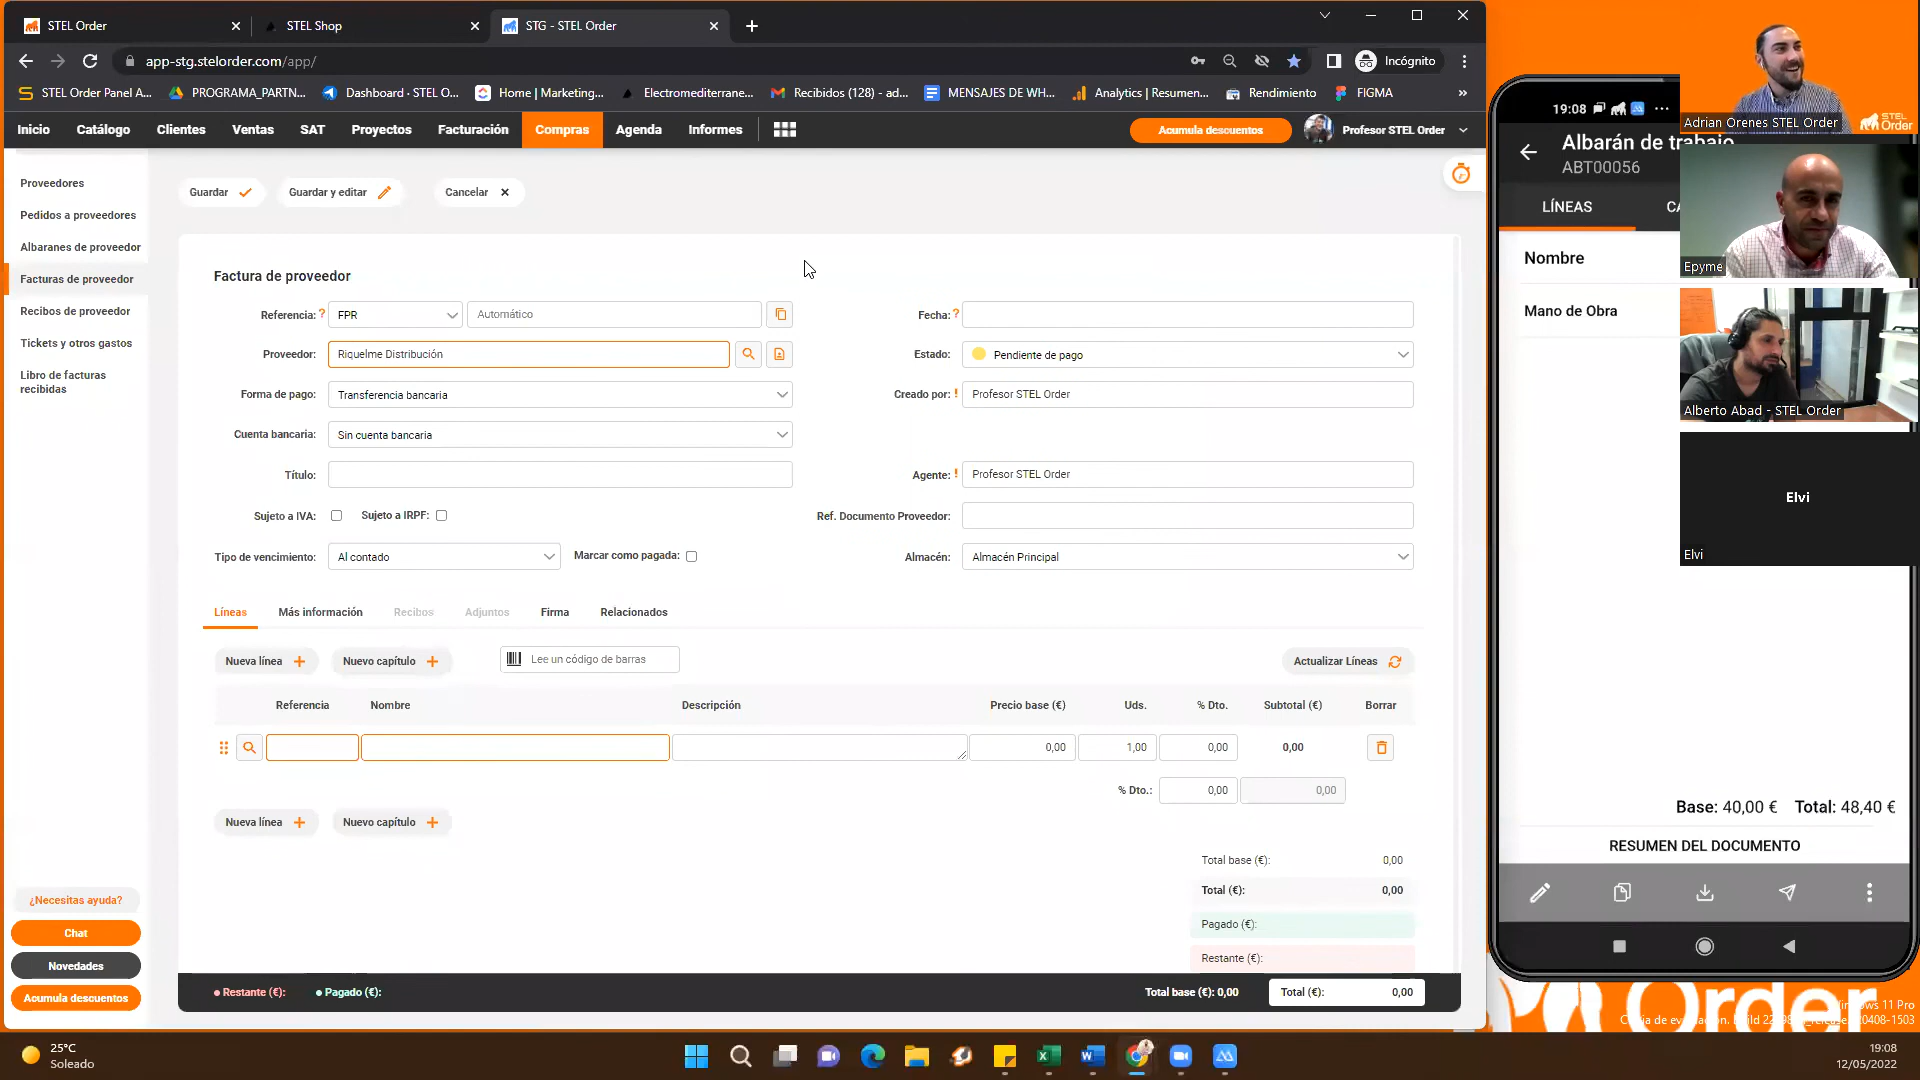 STEL Order
STEL Shop
STG - STEL Order
app-stg.stelorder.com/app/
Incógnito
STEL Order Panel A...
PROGRAMA_PARTN...
Dashboard · STEL O...
Home | Marketing...
Electromediterrane...
Recibidos (128) - ad...
MENSAJES DE WH...
Analytics | Resumen...
Rendimiento
FIGMA
»
Inicio
Catálogo
Clientes
Ventas
SAT
Proyectos
Facturación
Compras
Agenda
Informes
Acumula descuentos
Profesor STEL Order
Proveedores
Pedidos a proveedores
Albaranes de proveedor
Facturas de proveedor
Recibos de proveedor
Tickets y otros gastos
Libro de facturas
recibidas
¿Necesitas ayuda?
Chat
Novedades
Acumula descuentos
Guardar
Guardar y editar
Cancelar
Factura de proveedor
Referencia: ?
FPR
Automático
Proveedor:
Riquelme Distribución
Forma de pago:
Transferencia bancaria
Cuenta bancaria:
Sin cuenta bancaria
Título:
Sujeto a IVA:
Sujeto a IRPF:
Tipo de vencimiento:
Al contado
Marcar como pagada:
Fecha: ?
Estado:
Pendiente de pago
Creado por: !
Profesor STEL Order
Agente: !
Profesor STEL Order
Ref. Documento Proveedor:
Almacén:
Almacén Principal
Líneas
Más información
Recibos
Adjuntos
Firma
Relacionados
Nueva línea +
Nuevo capítulo +
Lee un código de barras
Actualizar Líneas
Referencia
Nombre
Descripción
Precio base (€)
Uds.
% Dto.
Subtotal (€)
Borrar
0,00
1,00
0,00
0,00
% Dto.:
0,00
0,00
Nueva línea +
Nuevo capítulo +
Total base (€):
0,00
Total (€):
0,00
Pagado (€):
Restante (€):
• Restante (€):
• Pagado (€):
Total base (€): 0,00
Total (€):
0,00
19:08
Albarán de trabajo
ABT00056
LÍNEAS
Nombre
Mano de Obra
Base: 40,00 €
Total: 48,40 €
RESUMEN DEL DOCUMENTO
Adrian Orenes STEL Order
STEL
Order
Epyme
Alberto Abad - STEL Order
Elvi
Elvi
Order
25°C
Soleado
19:08
12/05/2022